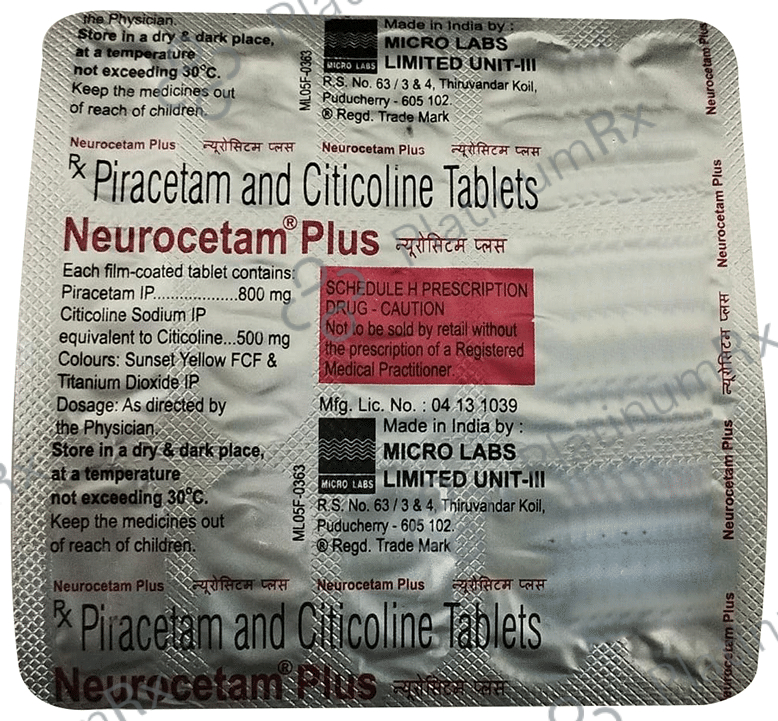 the Physician.
Store in a dry & dark place,
at a temperature
not exceeding 30°C.
Keep the medicines out
of reach of children.
ML05F-0363
MICRO LABS
Made in India by :
MICRO LABS
LIMITED UNIT-III
R.S. No. 63 / 3 & 4, Thiruvandar Koil,
Puducherry - 605 102.
® Regd. Trade Mark
Neurocetam Plus न्यूरोसिटम प्लस Neurocetam Plus न्यूरोसिटम प्लस
Rx Piracetam and Citicoline Tablets
Neurocetam® Plus न्यूरोसिटम प्लस
Each film-coated tablet contains:
Piracetam IP..................800 mg
Citicoline Sodium IP
equivalent to Citicoline...500 mg
Colours: Sunset Yellow FCF &
Titanium Dioxide IP
Dosage: As directed by
the Physician.
Store in a dry & dark place,
at a temperature
not exceeding 30°C.
Keep the medicines out
of reach of children.
SCHEDULE H PRESCRIPTION
DRUG - CAUTION
Not to be sold by retail without
the prescription of a Registered
Medical Practitioner.
Mfg. Lic. No. : 04 13 1039
ML05F-0363
MICRO LABS
Made in India by :
MICRO LABS
LIMITED UNIT-III
R.S. No. 63 / 3 & 4, Thiruvandar Koil,
Puducherry - 605 102.
® Regd. Trade Mark
Neurocetam Plus न्यूरोसिटम प्लस Neurocetam Plus न्यूरोसिटम प्लस
Rx Piracetam and Citicoline Tablets
Neurocetam® Plus न्यूरोसिटम प्लस
Neurocetam Plus
Neurocetam Plus
न्यूरोसिटम प्लस
Neurocetam Plus
Neurocetam Plus
PlatinumRx
PlatinumRx